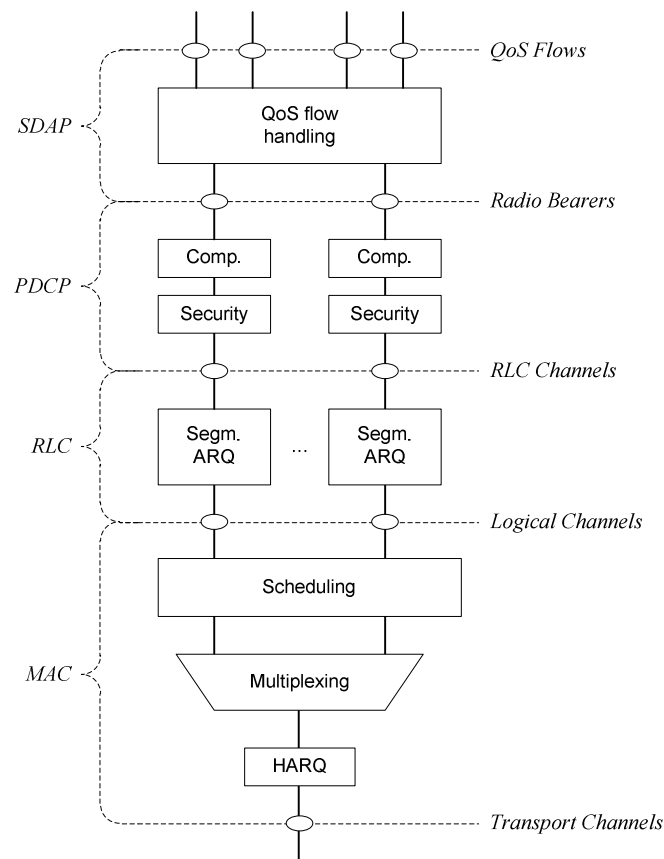 QoS Flows
SDAP
QoS flow
handling
Radio Bearers
Comp.
Comp.
PDCP
Security
Security
RLC Channels
Segm.
ARQ
...
Segm.
ARQ
RLC
Logical Channels
Scheduling
MAC
Multiplexing
HARQ
Transport Channels